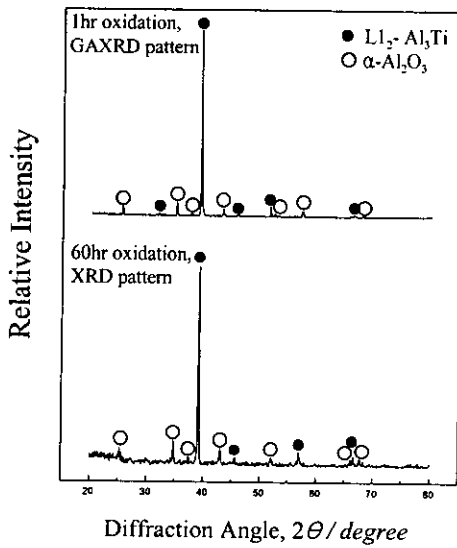 1hr oxidation,
GAXRD pattern
● L1₂- Al₃Ti
○ α-Al₂O₃
60hr oxidation,
XRD pattern
Relative Intensity
20 30 40 50 60 70 80
Diffraction Angle, 2θ / degree